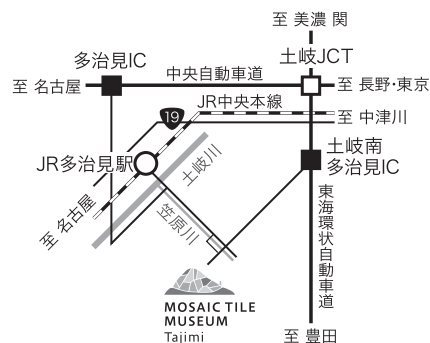 至 美濃 関
多治見IC
土岐JCT
至 名古屋
中央自動車道
至 長野・東京
JR中央本線
19
至 中津川
JR多治見駅
土岐川
土岐南
多治見IC
至 名古屋
笠原川
東海環状自動車道
MOSAIC TILE
MUSEUM
Tajimi
至 豊田